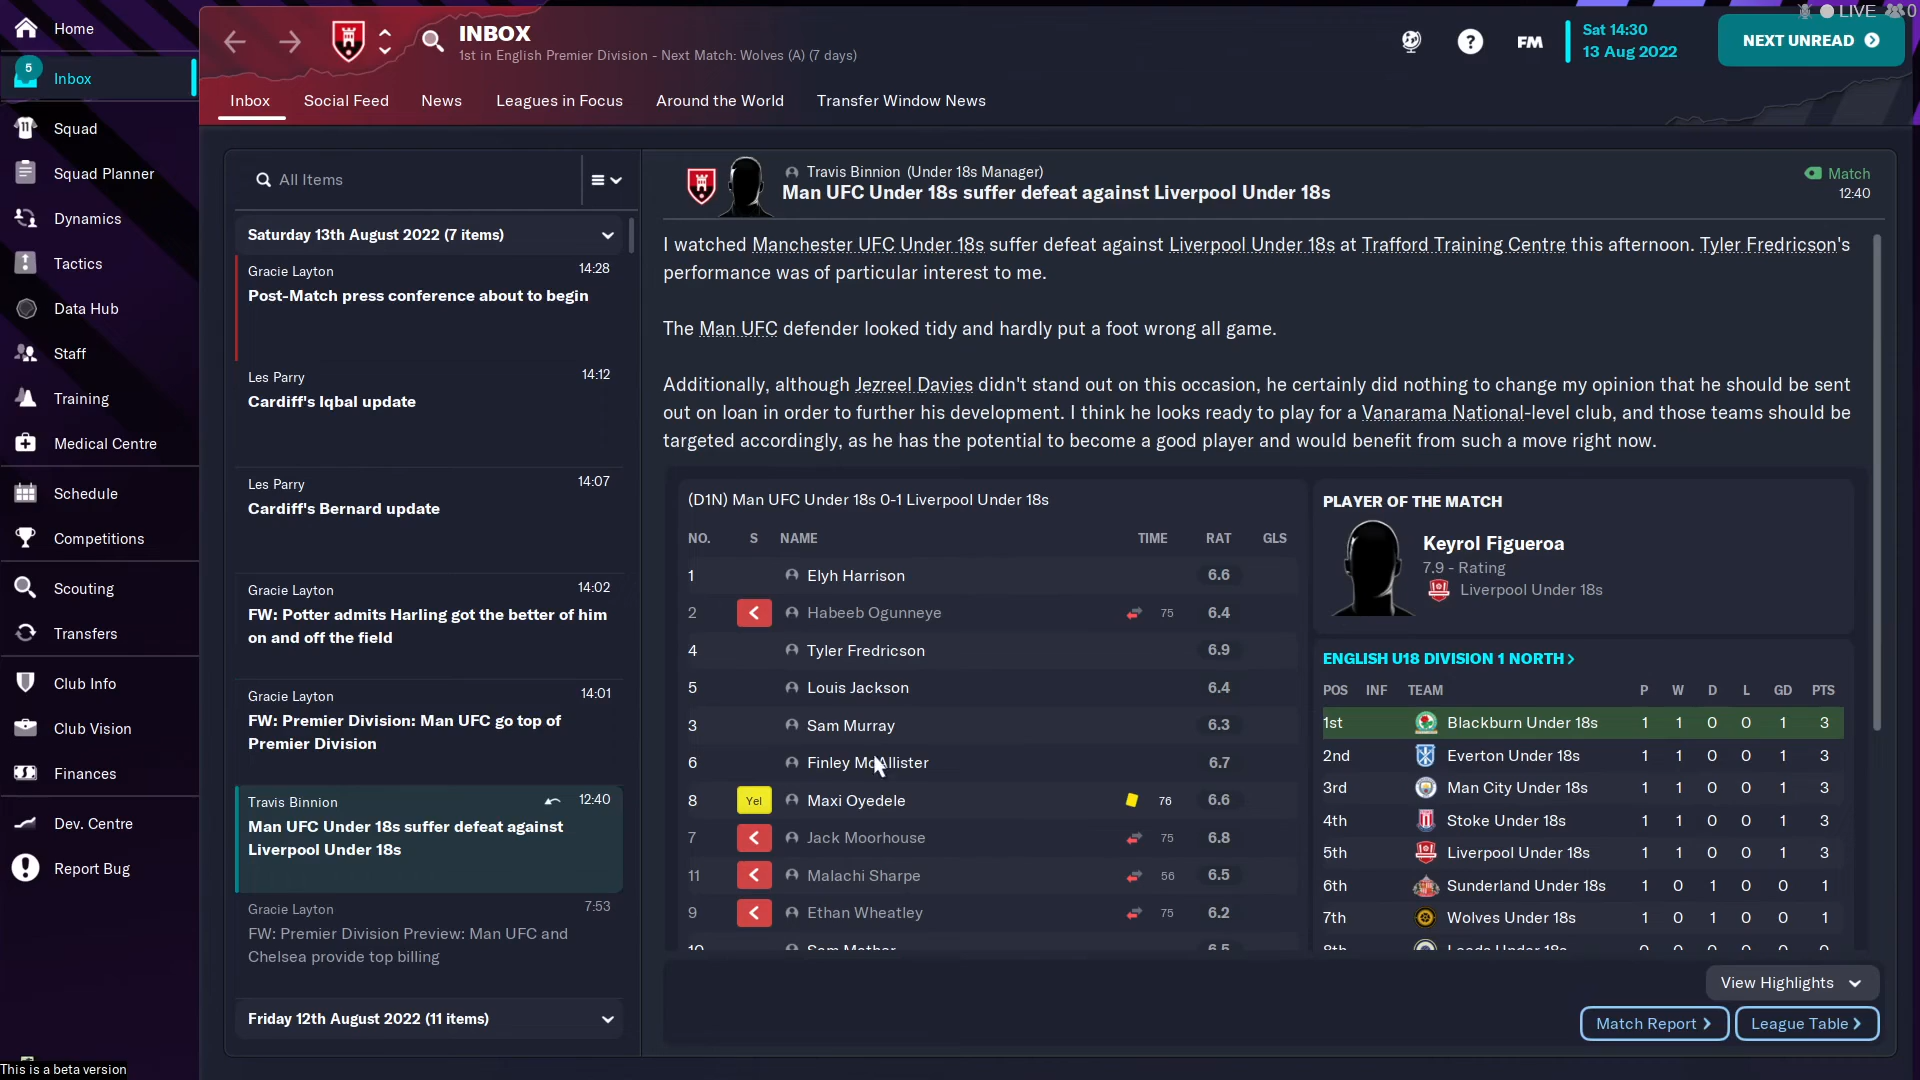 Home
5
Inbox
Squad
Squad Planner
Dynamics
Tactics
Data Hub
Staff
Training
Medical Centre
Schedule
Competitions
Scouting
Transfers
Club Info
Club Vision
Finances
Dev. Centre
Report Bug
This is a beta version
INBOX
1st in English Premier Division - Next Match: Wolves (A) (7 days)
FM
Sat 14:30
13 Aug 2022
LIVE 0
NEXT UNREAD
Inbox Social Feed News Leagues in Focus Around the World Transfer Window News
All Items
Saturday 13th August 2022 (7 items)
Gracie Layton 14:28
Post-Match press conference about to begin
Les Parry 14:12
Cardiff's Iqbal update
Les Parry 14:07
Cardiff's Bernard update
Gracie Layton 14:02
FW: Potter admits Harling got the better of him
on and off the field
Gracie Layton 14:01
FW: Premier Division: Man UFC go top of
Premier Division
Travis Binnion 12:40
Man UFC Under 18s suffer defeat against
Liverpool Under 18s
Gracie Layton 7:53
FW: Premier Division Preview: Man UFC and
Chelsea provide top billing
Friday 12th August 2022 (11 items)
Travis Binnion (Under 18s Manager)
Man UFC Under 18s suffer defeat against Liverpool Under 18s
Match
12:40
I watched Manchester UFC Under 18s suffer defeat against Liverpool Under 18s at Trafford Training Centre this afternoon. Tyler Fredricson's
performance was of particular interest to me.
The Man UFC defender looked tidy and hardly put a foot wrong all game.
Additionally, although Jezreel Davies didn't stand out on this occasion, he certainly did nothing to change my opinion that he should be sent
out on loan in order to further his development. I think he looks ready to play for a Vanarama National-level club, and those teams should be
targeted accordingly, as he has the potential to become a good player and would benefit from such a move right now.
(D1N) Man UFC Under 18s 0-1 Liverpool Under 18s
NO. S NAME TIME RAT GLS
1 Elyh Harrison 6.6
2 Habeeb Ogunneye 75 6.4
4 Tyler Fredricson 6.9
5 Louis Jackson 6.4
3 Sam Murray 6.3
6 Finley McAllister 6.7
8 Yel Maxi Oyedele 76 6.6
7 Jack Moorhouse 75 6.8
11 Malachi Sharpe 56 6.5
9 Ethan Wheatley 75 6.2
10 Sam Mather 6.5
PLAYER OF THE MATCH
Keyrol Figueroa
7.9 - Rating
Liverpool Under 18s
ENGLISH U18 DIVISION 1 NORTH
POS INF TEAM P W D L GD PTS
1st Blackburn Under 18s 1 1 0 0 1 3
2nd Everton Under 18s 1 1 0 0 1 3
3rd Man City Under 18s 1 1 0 0 1 3
4th Stoke Under 18s 1 1 0 0 1 3
5th Liverpool Under 18s 1 1 0 0 1 3
6th Sunderland Under 18s 1 0 1 0 0 1
7th Wolves Under 18s 1 0 1 0 0 1
8th Leeds Under 18s 0 0 0 0 0 0
View Highlights
Match Report
League Table